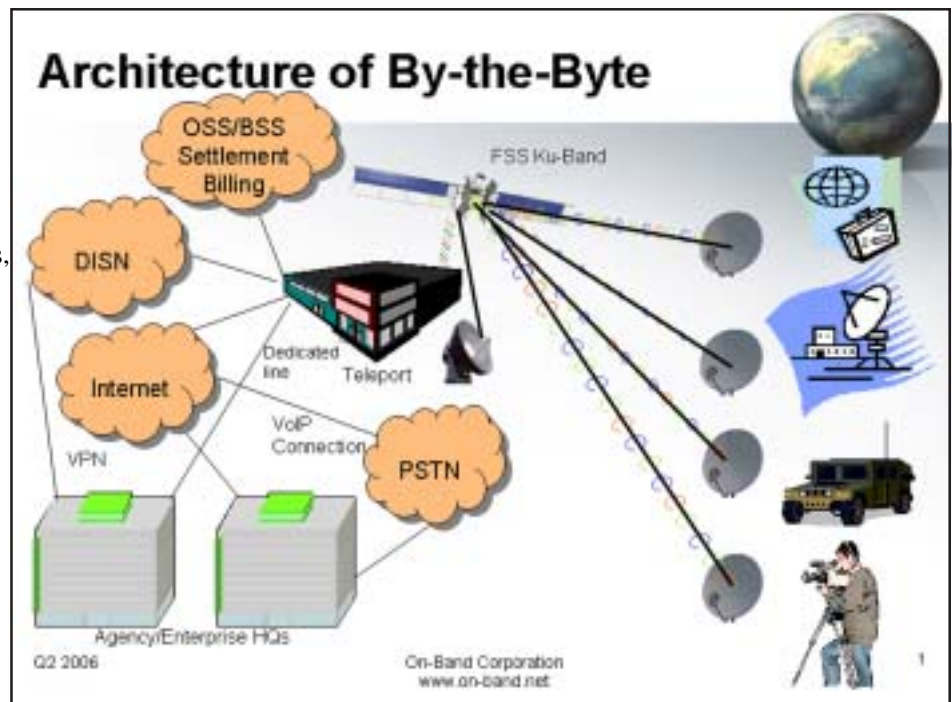 Architecture of By-the-Byte
OSS/BSS
Settlement
Billing
FSS Ku-Band
DISN
s,
Dedicated
line
Teleport
Internet
VoIP
Connection
VPN
PSTN
Agency/Enterprise HQs
Q2 2006
On-Band Corporation
www.on-band.net
1